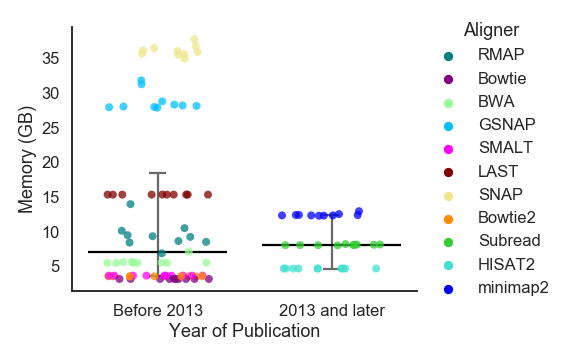 Memory (GB)
35
30
25
20
15
10
5
Before 2013
2013 and later
Year of Publication
Aligner
RMAP
Bowtie
BWA
GSNAP
SMALT
LAST
SNAP
Bowtie2
Subread
HISAT2
minimap2